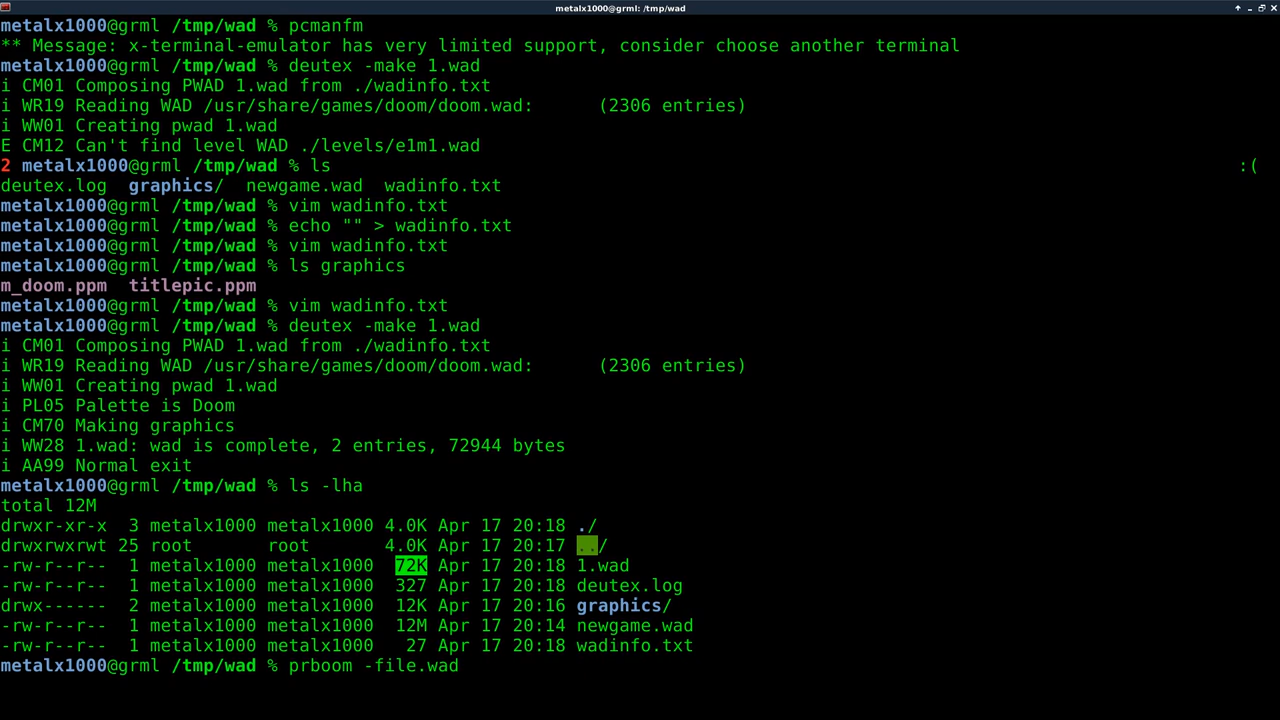 metalx1000@grml: /tmp/wad
metalx1000@grml /tmp/wad % pcmanfm
** Message: x-terminal-emulator has very limited support, consider choose another terminal
metalx1000@grml /tmp/wad % deutex -make 1.wad
i CM01 Composing PWAD 1.wad from ./wadinfo.txt
i WR19 Reading WAD /usr/share/games/doom/doom.wad:      (2306 entries)
i WW01 Creating pwad 1.wad
E CM12 Can't find level WAD ./levels/e1m1.wad
2 metalx1000@grml /tmp/wad % ls :(
deutex.log  graphics/  newgame.wad  wadinfo.txt
metalx1000@grml /tmp/wad % vim wadinfo.txt
metalx1000@grml /tmp/wad % echo "" > wadinfo.txt
metalx1000@grml /tmp/wad % vim wadinfo.txt
metalx1000@grml /tmp/wad % ls graphics
m_doom.ppm  titlepic.ppm
metalx1000@grml /tmp/wad % vim wadinfo.txt
metalx1000@grml /tmp/wad % deutex -make 1.wad
i CM01 Composing PWAD 1.wad from ./wadinfo.txt
i WR19 Reading WAD /usr/share/games/doom/doom.wad:      (2306 entries)
i WW01 Creating pwad 1.wad
i PL05 Palette is Doom
i CM70 Making graphics
i WW28 1.wad: wad is complete, 2 entries, 72944 bytes
i AA99 Normal exit
metalx1000@grml /tmp/wad % ls -lha
total 12M
drwxr-xr-x  3 metalx1000 metalx1000 4.0K Apr 17 20:18 ./
drwxrwxrwt 25 root       root       4.0K Apr 17 20:17 ../
-rw-r--r--  1 metalx1000 metalx1000  72K Apr 17 20:18 1.wad
-rw-r--r--  1 metalx1000 metalx1000  327 Apr 17 20:18 deutex.log
drwx------  2 metalx1000 metalx1000  12K Apr 17 20:16 graphics/
-rw-r--r--  1 metalx1000 metalx1000  12M Apr 17 20:14 newgame.wad
-rw-r--r--  1 metalx1000 metalx1000   27 Apr 17 20:18 wadinfo.txt
metalx1000@grml /tmp/wad % prboom -file.wad